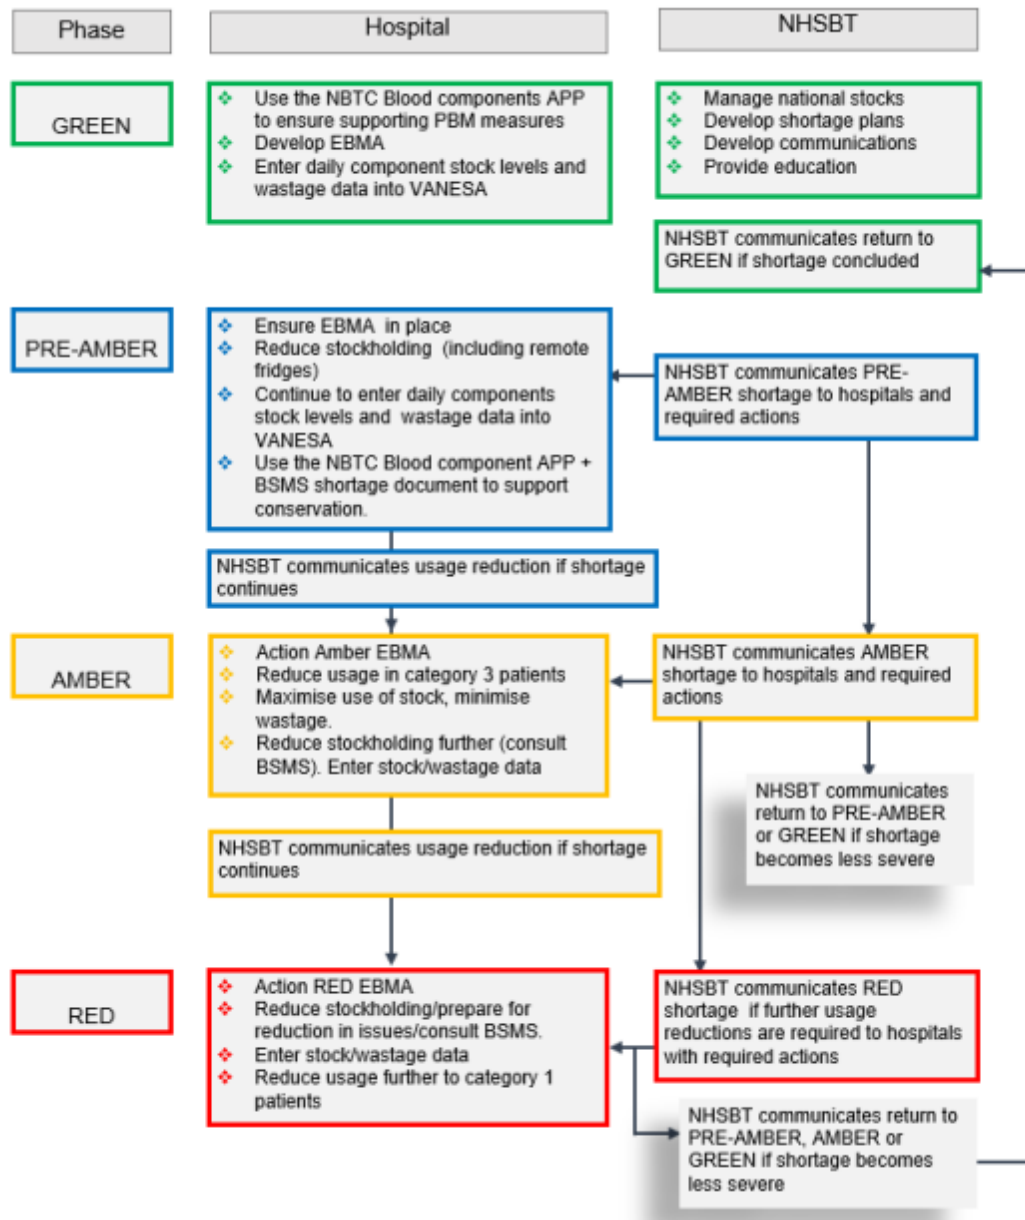 Phase
Hospital
NHSBT
GREEN
Use the NBTC Blood components APP
to ensure supporting PBM measures
Develop EBMA
Enter daily component stock levels and
wastage data into VANESA
Manage national stocks
Develop shortage plans
Develop communications
Provide education
NHSBT communicates return to
GREEN if shortage concluded
PRE-AMBER
Ensure EBMA in place
Reduce stockholding (including remote
fridges)
Continue to enter daily components
stock levels and wastage data into
VANESA
Use the NBTC Blood component APP +
BSMS shortage document to support
conservation.
NHSBT communicates PRE-
AMBER shortage to hospitals and
required actions
NHSBT communicates usage reduction if shortage
continues
AMBER
Action Amber EBMA
Reduce usage in category 3 patients
Maximise use of stock, minimise
wastage.
Reduce stockholding further (consult
BSMS). Enter stock/wastage data
NHSBT communicates AMBER
shortage to hospitals and required
actions
NHSBT communicates
return to PRE-AMBER
or GREEN if shortage
becomes less severe
NHSBT communicates usage reduction if shortage
continues
RED
Action RED EBMA
Reduce stockholding/prepare for
reduction in issues/consult BSMS.
Enter stock/wastage data
Reduce usage further to category 1
patients
NHSBT communicates RED
shortage if further usage
reductions are required to hospitals
with required actions
NHSBT communicates return to
PRE-AMBER, AMBER or
GREEN if shortage becomes
less severe